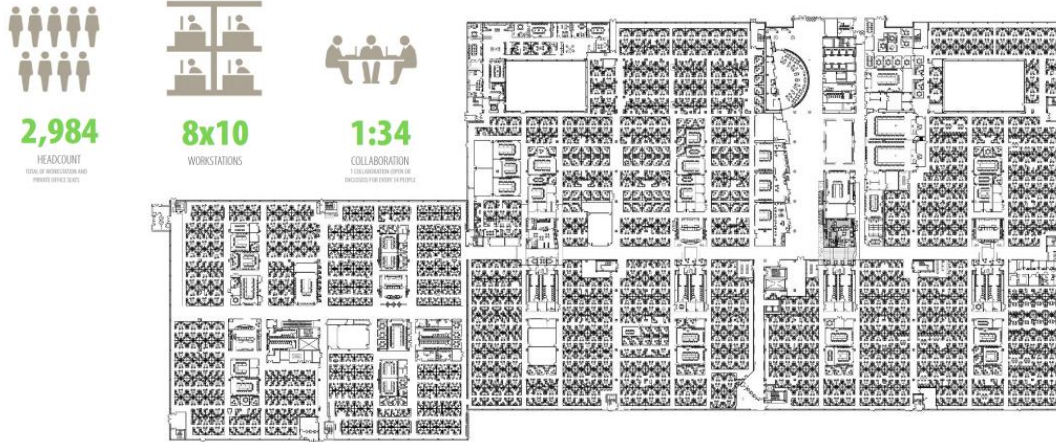 2,984
HEADCOUNT
TOTAL OF WORKSTATION AND
PRIVATE OFFICE SEATS
8x10
WORKSTATIONS
1:34
COLLABORATION
1 COLLABORATION (OPEN OR
ENCLOSED) FOR EVERY 34 PEOPLE